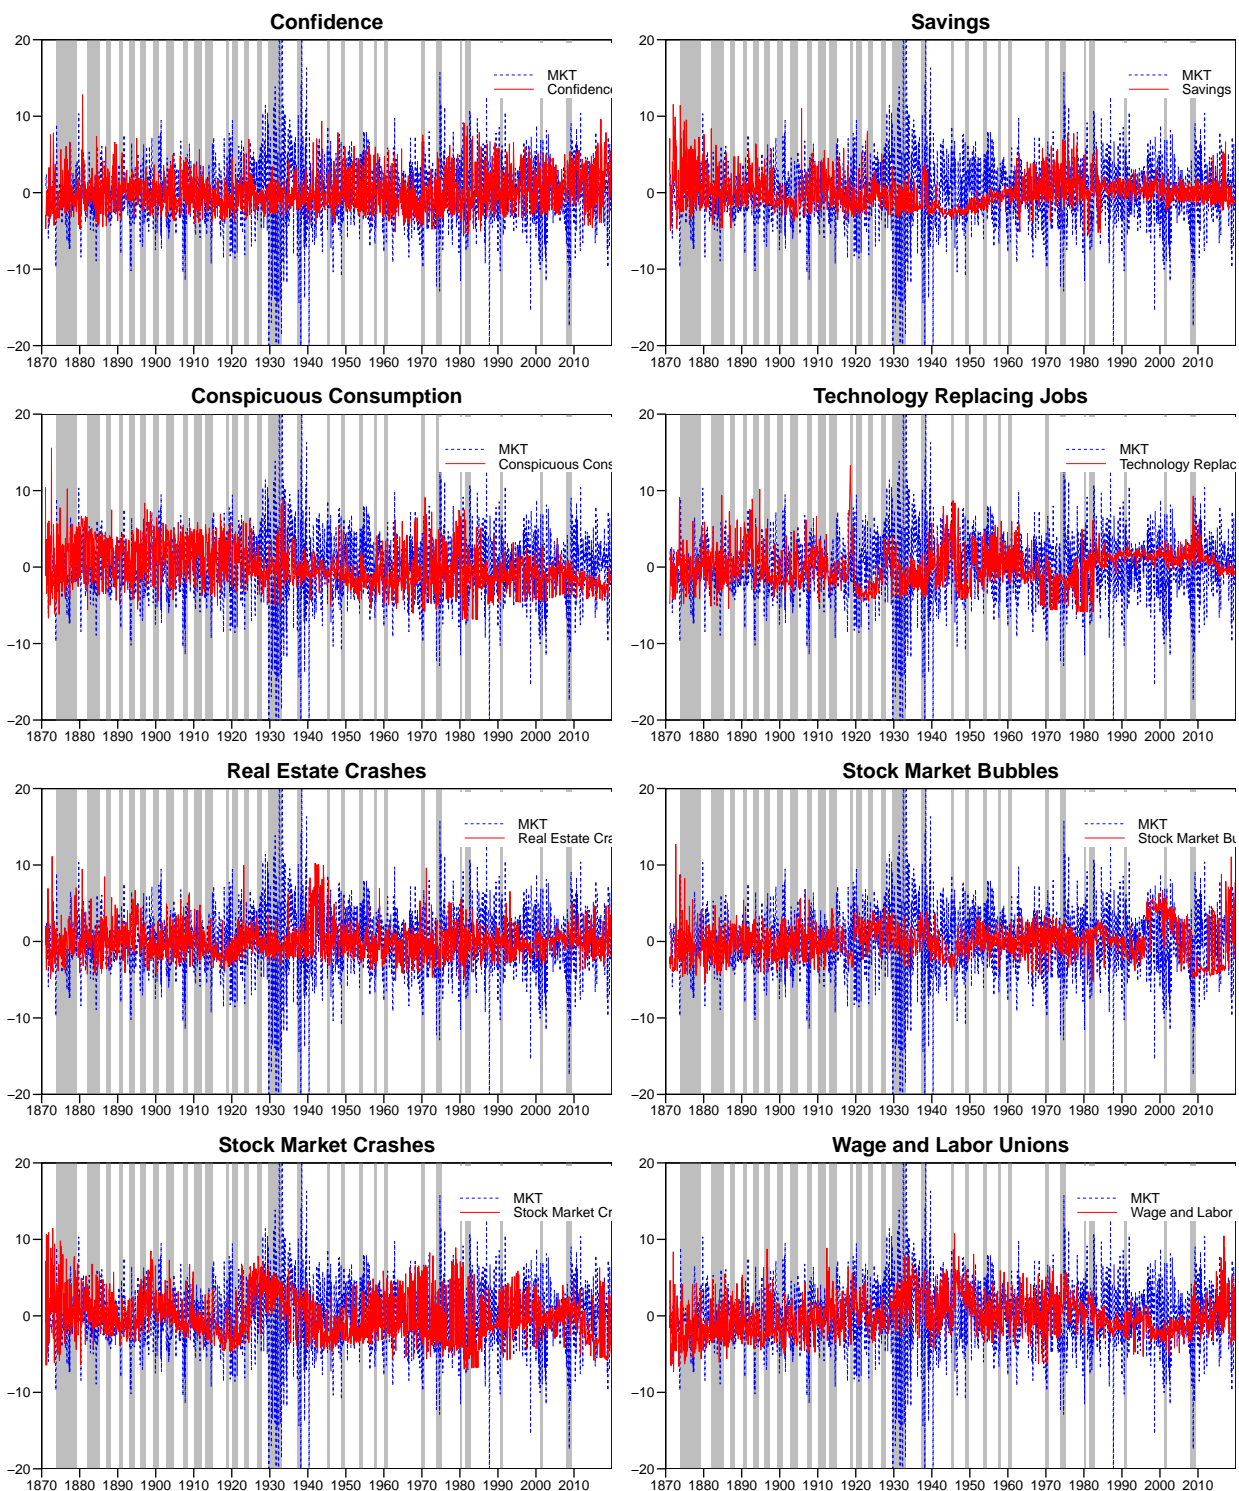 Confidence
20
10
0
−10
−20
MKT
Confidence
1870 1880 1890 1900 1910 1920 1930 1940 1950 1960 1970 1980 1990 2000 2010
Savings
20
10
0
−10
−20
MKT
Savings
1870 1880 1890 1900 1910 1920 1930 1940 1950 1960 1970 1980 1990 2000 2010
Conspicuous Consumption
20
10
0
−10
−20
MKT
Conspicuous Cons
1870 1880 1890 1900 1910 1920 1930 1940 1950 1960 1970 1980 1990 2000 2010
Technology Replacing Jobs
20
10
0
−10
−20
MKT
Technology Replac
1870 1880 1890 1900 1910 1920 1930 1940 1950 1960 1970 1980 1990 2000 2010
Real Estate Crashes
20
10
0
−10
−20
MKT
Real Estate Cra
1870 1880 1890 1900 1910 1920 1930 1940 1950 1960 1970 1980 1990 2000 2010
Stock Market Bubbles
20
10
0
−10
−20
MKT
Stock Market Bu
1870 1880 1890 1900 1910 1920 1930 1940 1950 1960 1970 1980 1990 2000 2010
Stock Market Crashes
20
10
0
−10
−20
MKT
Stock Market Cr
1870 1880 1890 1900 1910 1920 1930 1940 1950 1960 1970 1980 1990 2000 2010
Wage and Labor Unions
20
10
0
−10
−20
MKT
Wage and Labor
1870 1880 1890 1900 1910 1920 1930 1940 1950 1960 1970 1980 1990 2000 2010